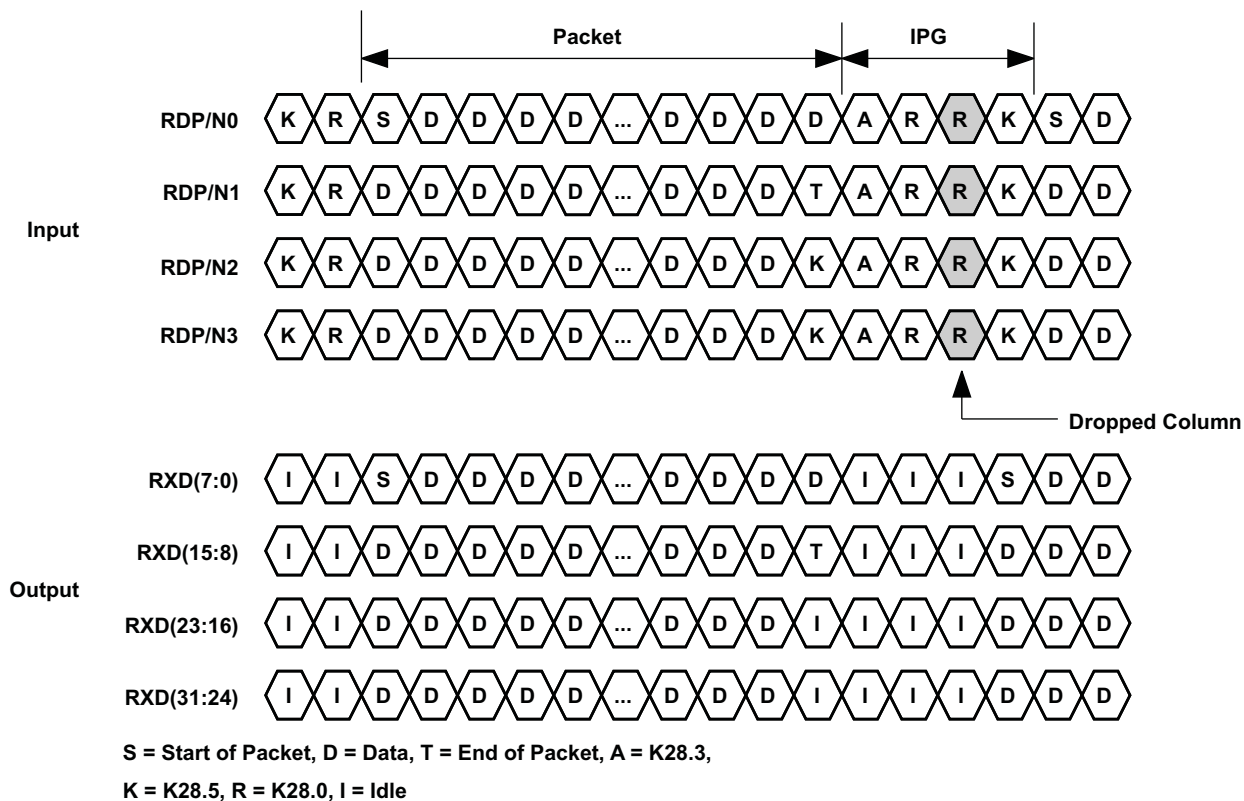 Packet IPG
RDP/N0 K R S D D D D ... D D D D A R R K S D
RDP/N1 K R D D D D D ... D D D T A R R K D D
Input
RDP/N2 K R D D D D D ... D D D K A R R K D D
RDP/N3 K R D D D D D ... D D D K A R R K D D
Dropped Column
RXD(7:0) I I S D D D D ... D D D D I I I S D D
RXD(15:8) I I D D D D D ... D D D T I I I D D D
Output
RXD(23:16) I I D D D D D ... D D D I I I I D D D
RXD(31:24) I I D D D D D ... D D D I I I I D D D
S = Start of Packet, D = Data, T = End of Packet, A = K28.3,
K = K28.5, R = K28.0, I = Idle